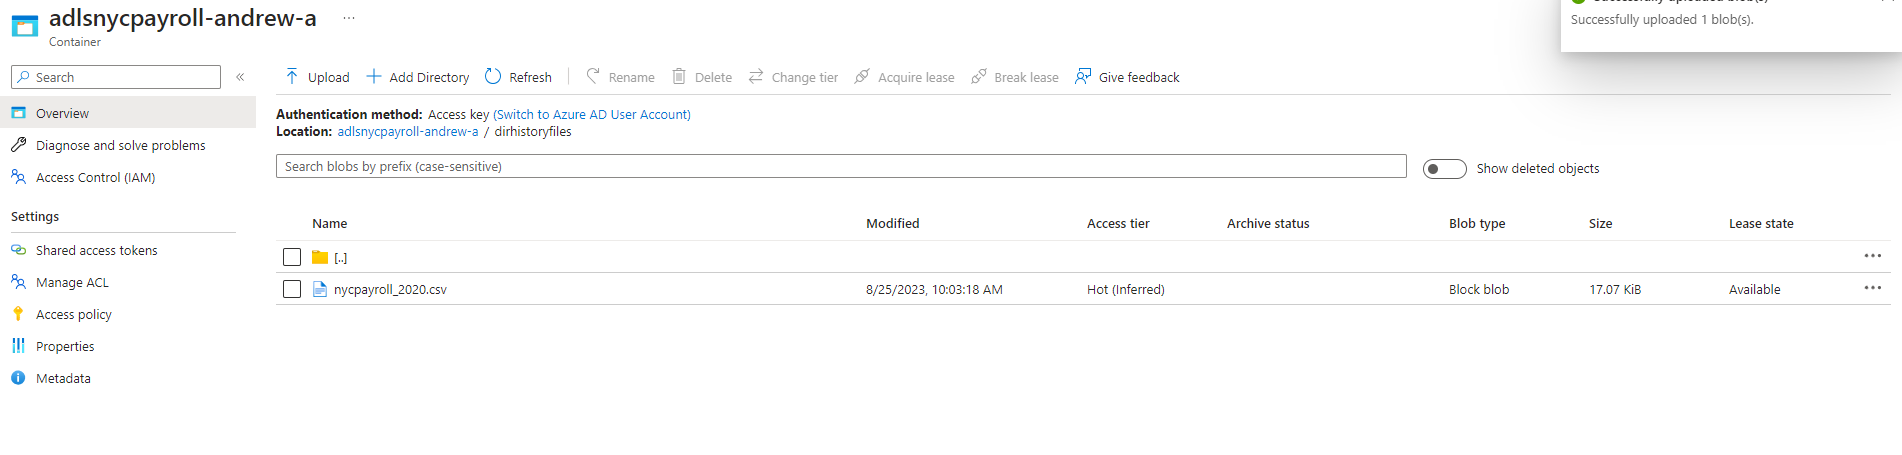 adlsnycpayroll-andrew-a ...
Container
Successfully uploaded blob(s)
Successfully uploaded 1 blob(s).
Search «
Upload Add Directory Refresh Rename Delete Change tier Acquire lease Break lease Give feedback
Overview
Diagnose and solve problems
Access Control (IAM)
Settings
Shared access tokens
Manage ACL
Access policy
Properties
Metadata
Authentication method: Access key (Switch to Azure AD User Account)
Location: adlsnycpayroll-andrew-a / dirhistoryfiles
Search blobs by prefix (case-sensitive)
Show deleted objects
Name Modified Access tier Archive status Blob type Size Lease state
[..] ...
nycpayroll_2020.csv 8/25/2023, 10:03:18 AM Hot (Inferred) Block blob 17.07 KiB Available ...